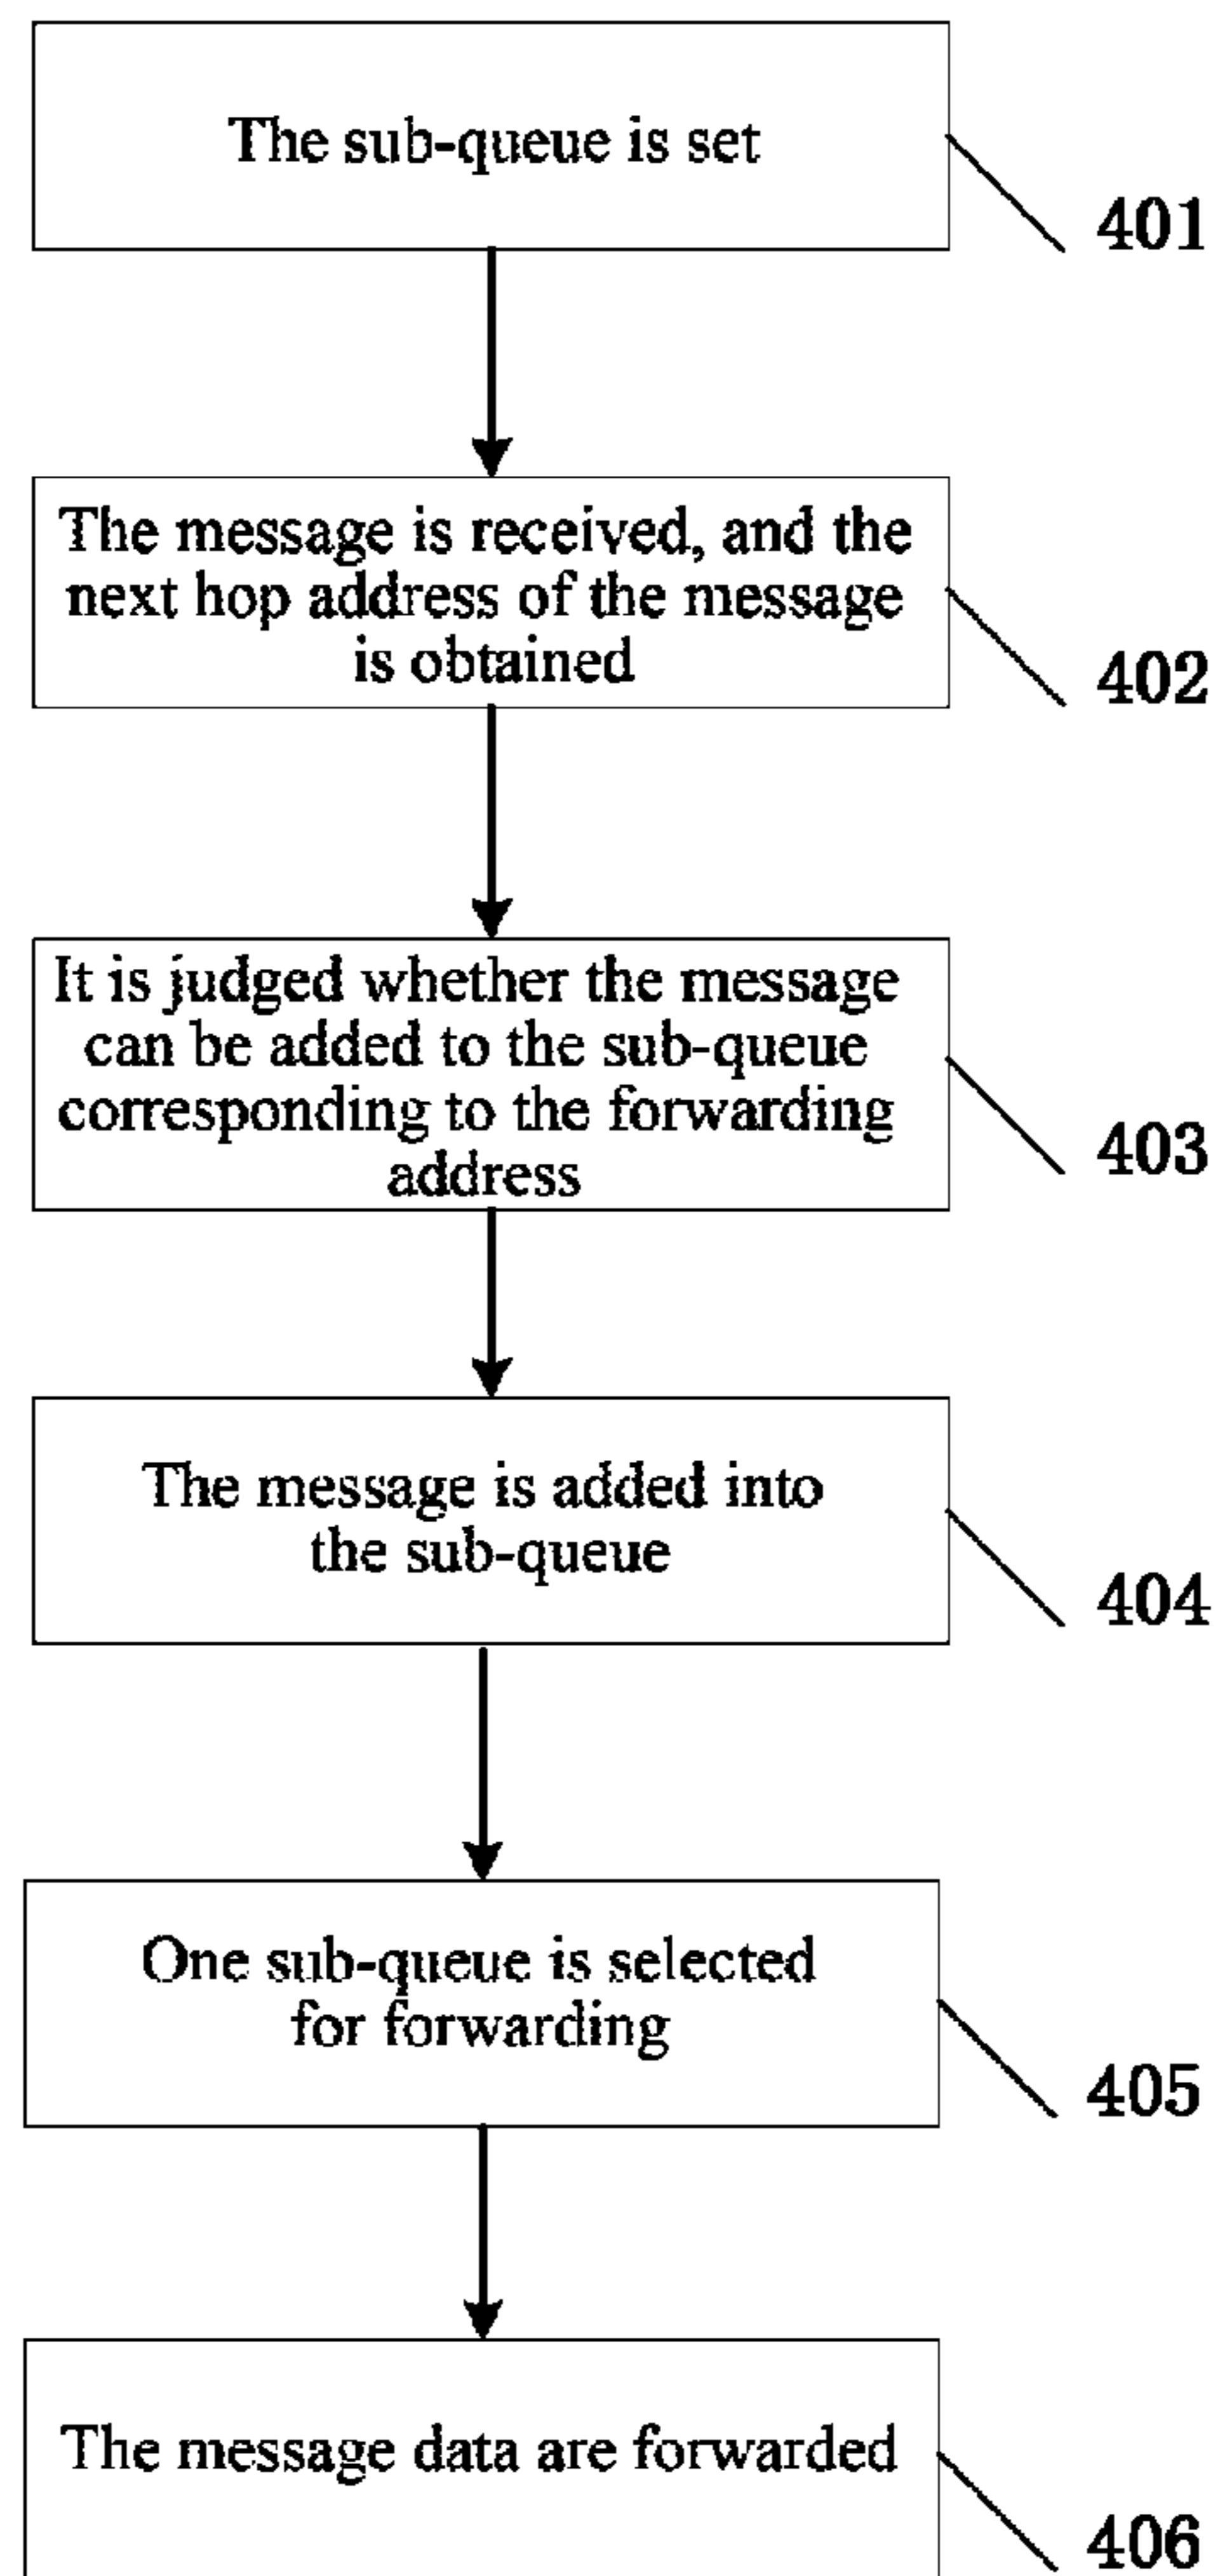 The sub-queue is set
401
The message is received, and the
next hop address of the message
is obtained
402
It is judged whether the message
can be added to the sub-queue
corresponding to the forwarding
address
403
The message is added into
the sub-queue
404
One sub-queue is selected
for forwarding
405
The message data are forwarded
406